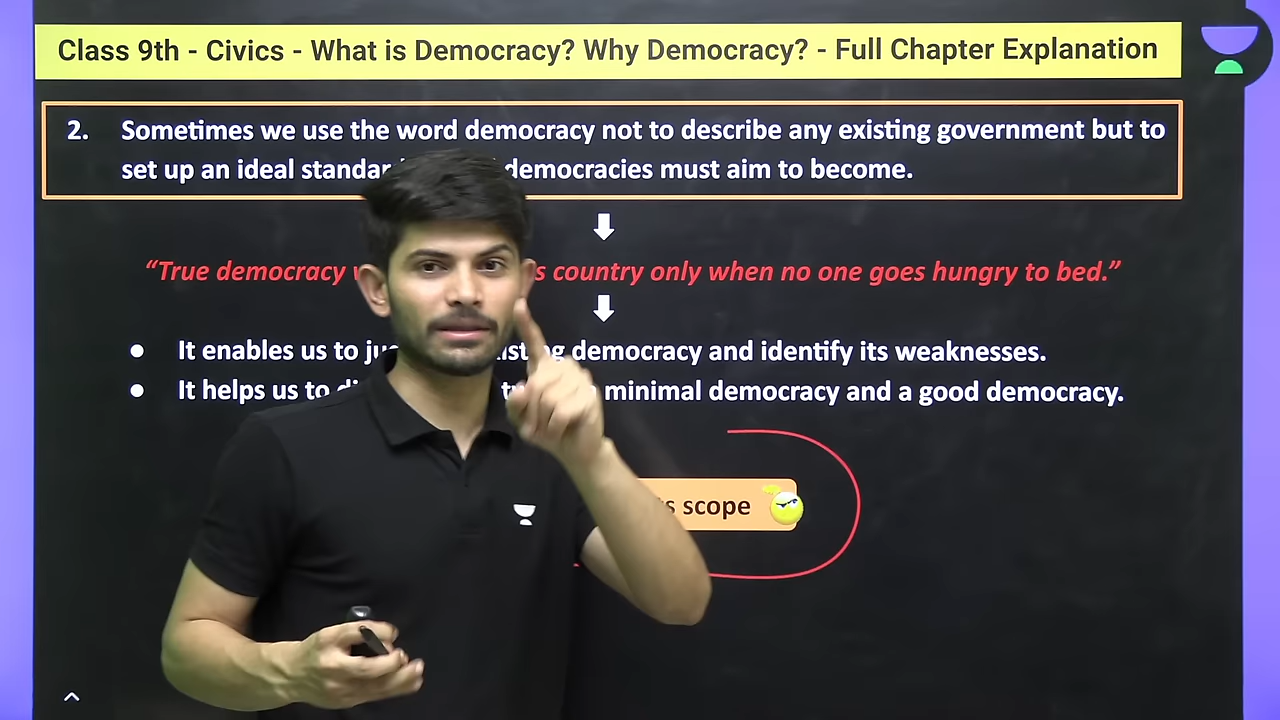 Class 9th - Civics - What is Democracy? Why Democracy? - Full Chapter Explanation
2. Sometimes we use the word democracy not to describe any existing government but to
set up an ideal democracies must aim to become.
“True democracy country only when no one goes hungry to bed.”
● It enables us to democracy and identify its weaknesses.
● It helps us to minimal democracy and a good democracy.
scope